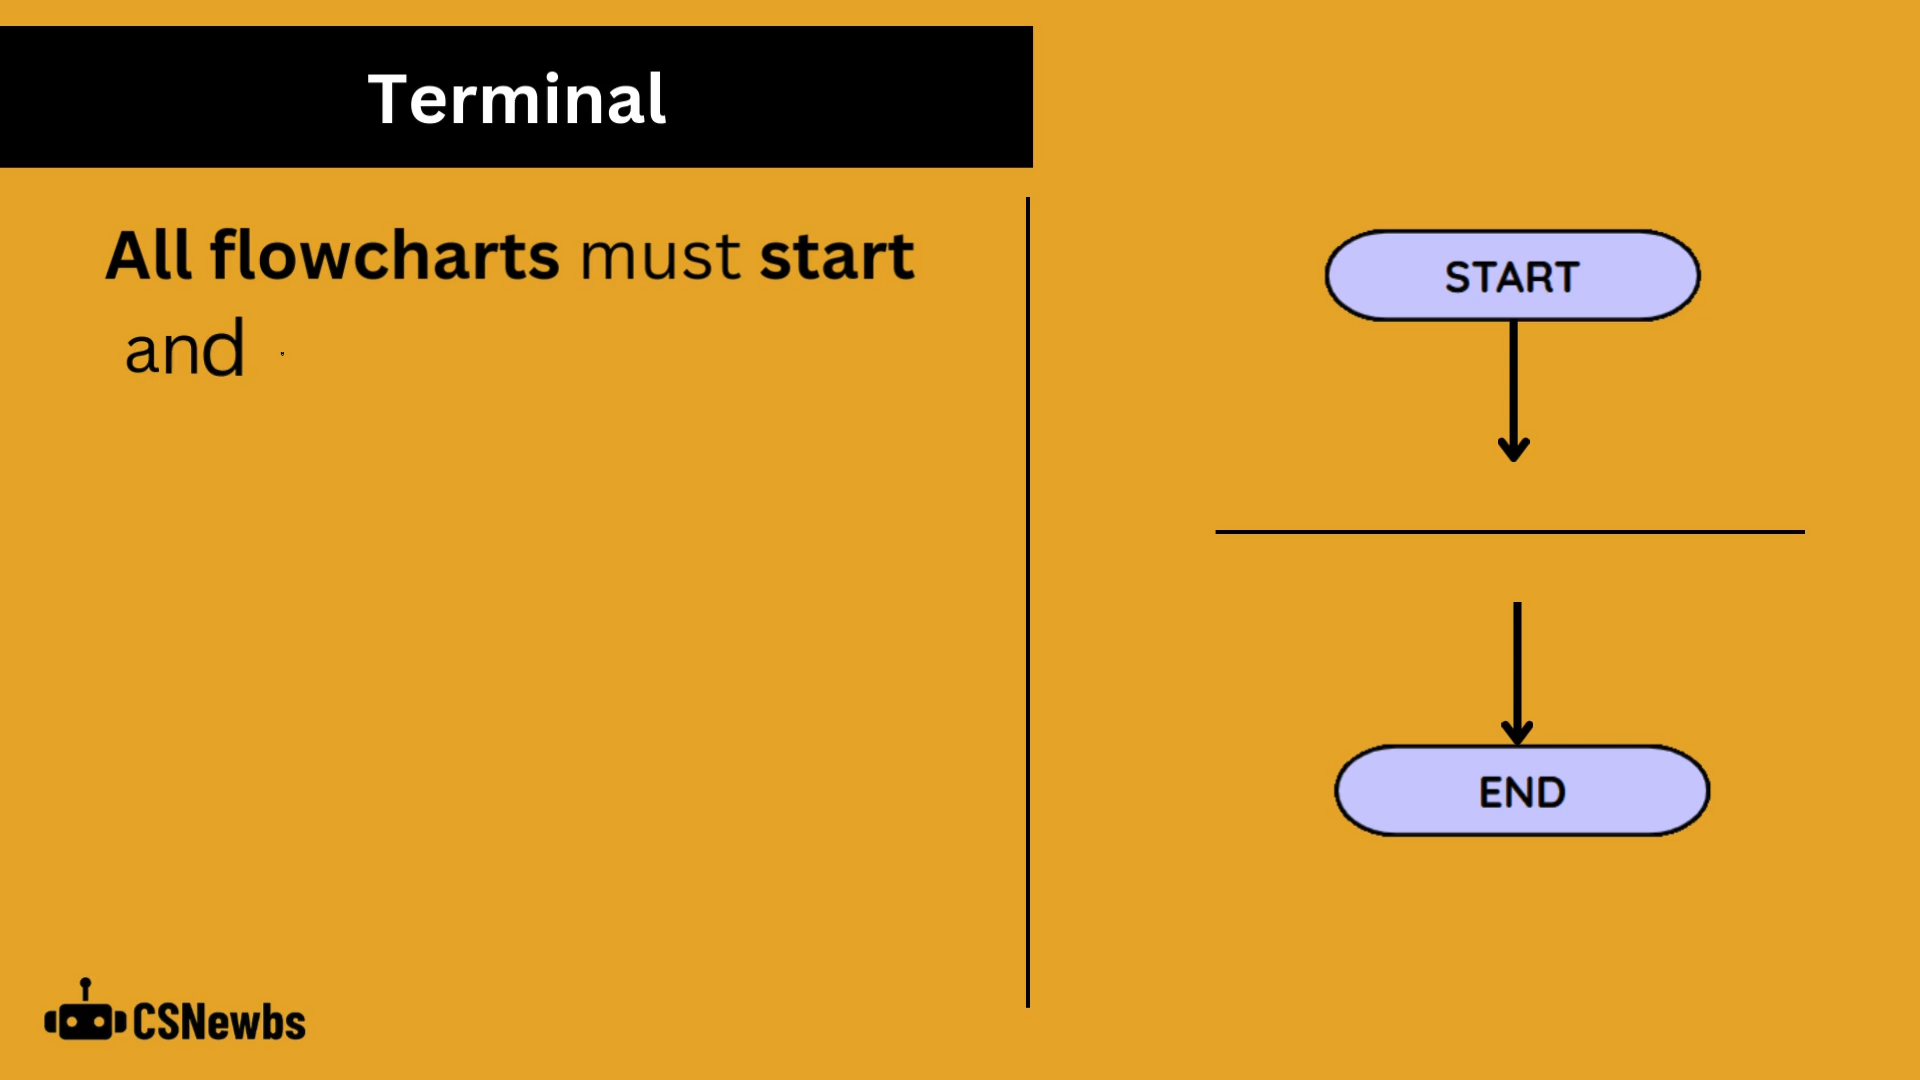 Terminal
All flowcharts must start
and
START
END
CSNewbs